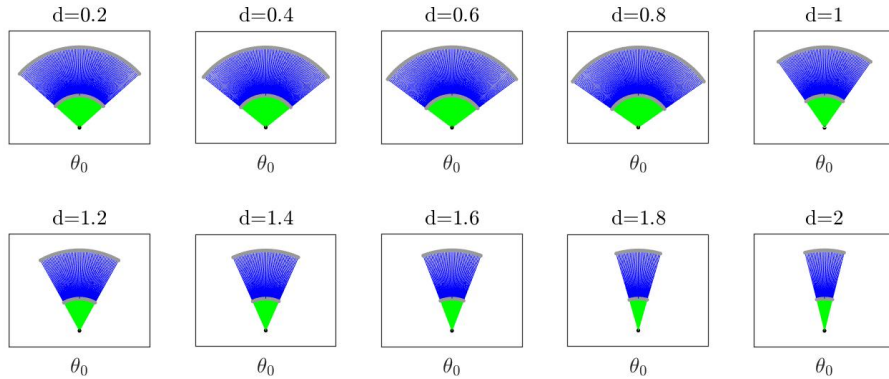 d=0.2 d=0.4 d=0.6 d=0.8 d=1
θ₀ θ₀ θ₀ θ₀ θ₀
d=1.2 d=1.4 d=1.6 d=1.8 d=2
θ₀ θ₀ θ₀ θ₀ θ₀